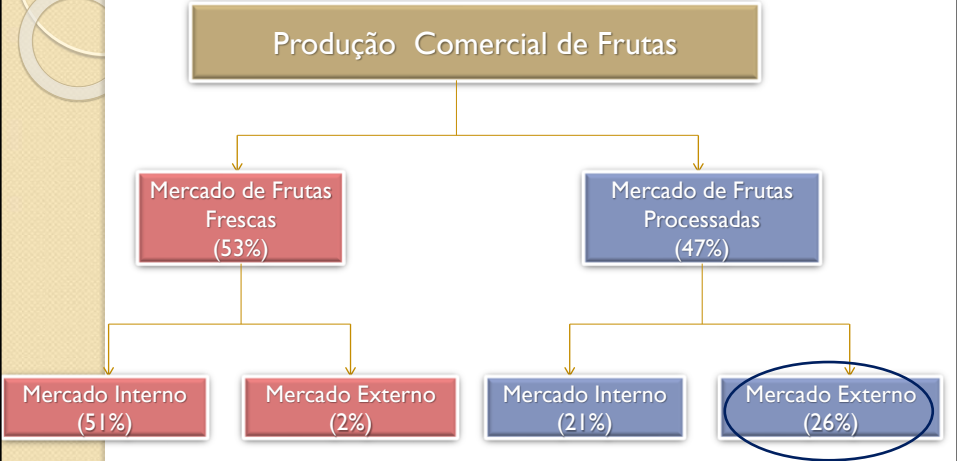 Produção Comercial de Frutas
Mercado de Frutas
Frescas
(53%)
Mercado de Frutas
Processadas
(47%)
Mercado Interno
(51%)
Mercado Externo
(2%)
Mercado Interno
(21%)
Mercado Externo
(26%)